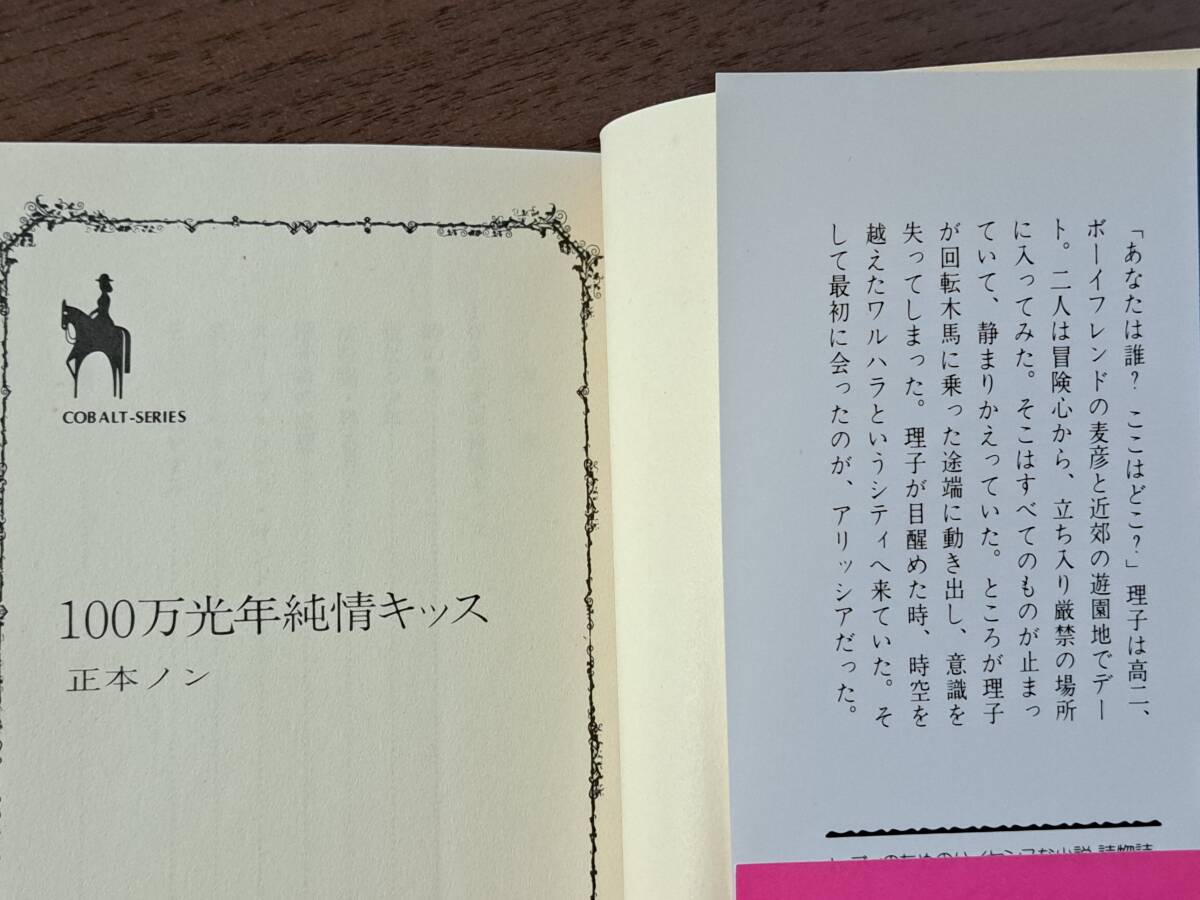 COBALT-SERIES
100万光年純情キッス
正本ノン
「あなたは誰? ここはどこ?」理子は高二、
ボーイフレンドの麦彦と近郊の遊園地でデー
ト。二人は冒険心から、立ち入り厳禁の場所
に入ってみた。そこはすべてのものが止まっ
ていて、静まりかえっていた。ところが理子
が回転木馬に乗った途端に動き出し、意識を
失ってしまった。理子が目醒めた時、時空を
越えたワルハラというシティへ来ていた。そ
して最初に会ったのが、アリッシアだった。